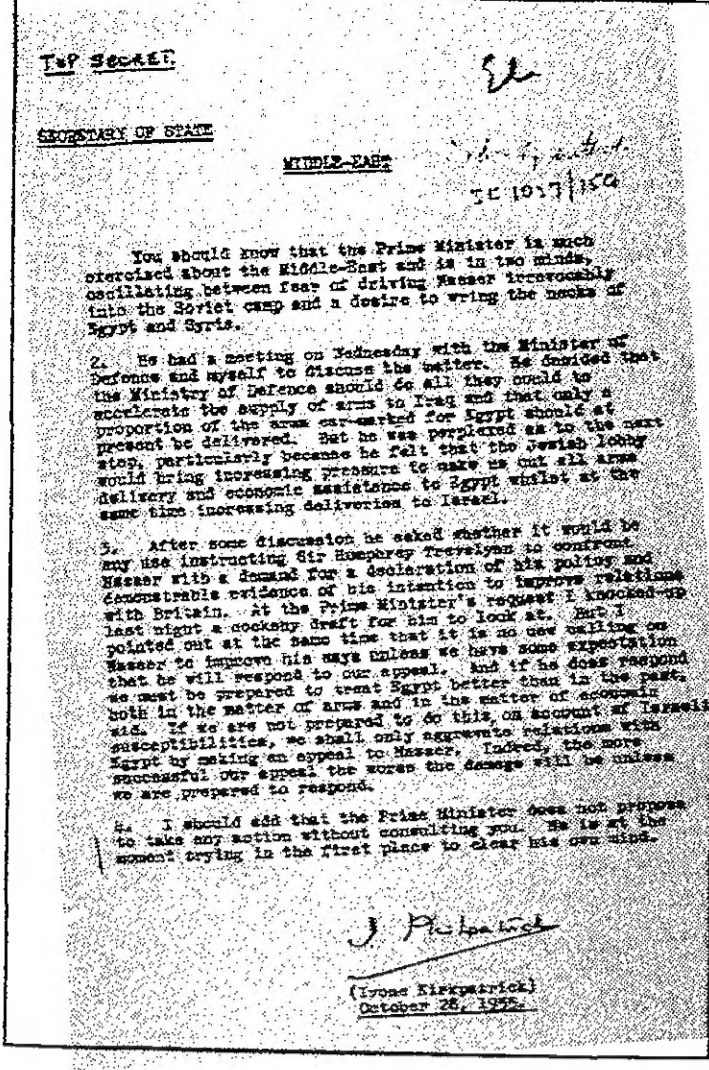 TOP SECRET.
SECRETARY OF STATE
MIDDLE-EAST
JE 1057/150
You should know that the Prime Minister is much
exercised about the Middle-East and is in two minds,
oscillating between fear of driving Nasser irrevocably
into the Soviet camp and a desire to wring the necks of
Egypt and Syria.
2. He had a meeting on Wednesday with the Minister of
Defence and myself to discuss the matter. He decided that
the Ministry of Defence should do all they could to
accelerate the supply of arms to Iraq and that only a
proportion of the arms ear-marked for Egypt should at
present be delivered. But he was perplexed as to the next
step, particularly because he felt that the Jewish lobby
would bring increasing pressure to make us cut all arms
delivery and economic assistance to Egypt whilst at the
same time increasing deliveries to Israel.
3. After some discussion he asked whether it would be
any use instructing Sir Humphrey Trevelyan to confront
Nasser with a demand for a declaration of his policy and
demonstrable evidence of his intention to improve relations
with Britain. At the Prime Minister's request I knocked-up
last night a cockshy draft for him to look at. But I
pointed out at the same time that it is no use calling on
Nasser to improve his ways unless we have some expectation
that he will respond to our appeal. And if he does respond
we must be prepared to treat Egypt better than in the past,
both in the matter of arms and in the matter of economic
aid. If we are not prepared to do this, on account of Israeli
susceptibilities, we shall only aggravate relations with
Egypt by making an appeal to Nasser. Indeed, the more
successful our appeal the worse the damage will be unless
we are prepared to respond.
4. I should add that the Prime Minister does not propose
to take any action without consulting you. He is at the
moment trying in the first place to clear his own mind.
I Kirkpatrick
(Ivone Kirkpatrick)
October 28, 1955.